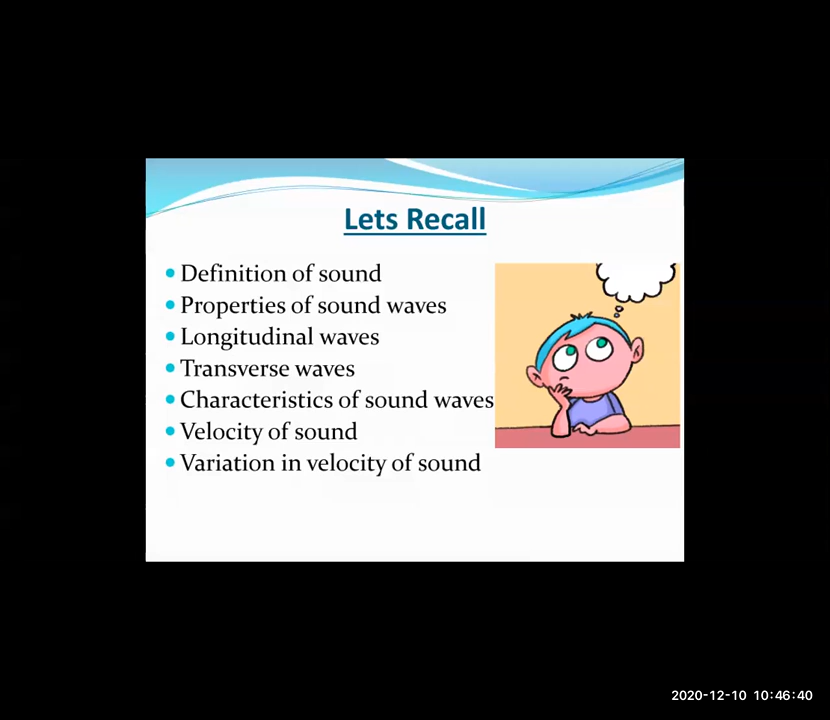 Lets Recall
Definition of sound
Properties of sound waves
Longitudinal waves
Transverse waves
Characteristics of sound waves
Velocity of sound
Variation in velocity of sound
2020-12-10 10:46:40